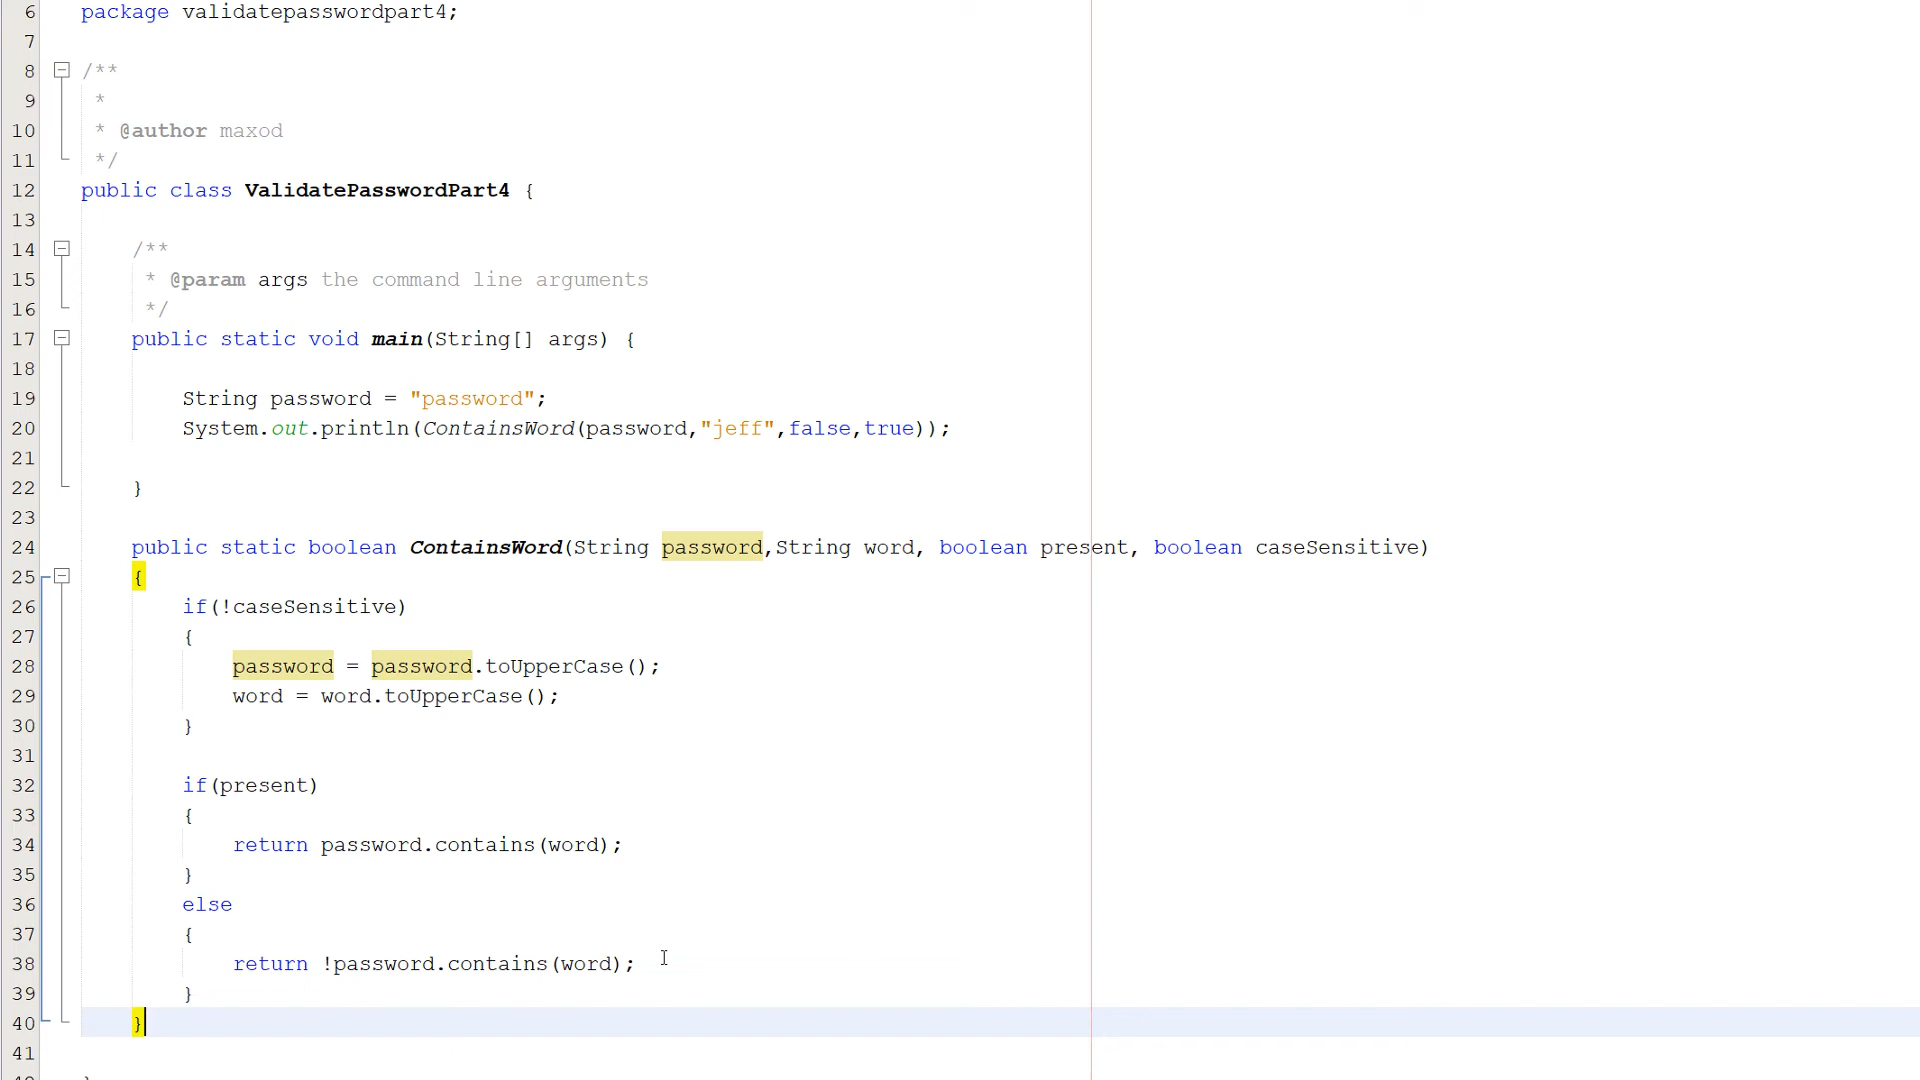 6 package validatepasswordpart4;
7
8 /**
9 *
10 * @author maxod
11 */
12 public class ValidatePasswordPart4 {
13
14 /**
15 * @param args the command line arguments
16 */
17 public static void main(String[] args) {
18
19 String password = "password";
20 System.out.println(ContainsWord(password,"jeff",false,true));
21
22 }
23
24 public static boolean ContainsWord(String password,String word, boolean present, boolean caseSensitive)
25 {
26 if(!caseSensitive)
27 {
28 password = password.toUpperCase();
29 word = word.toUpperCase();
30 }
31
32 if(present)
33 {
34 return password.contains(word);
35 }
36 else
37 {
38 return !password.contains(word);
39 }
40 }
41